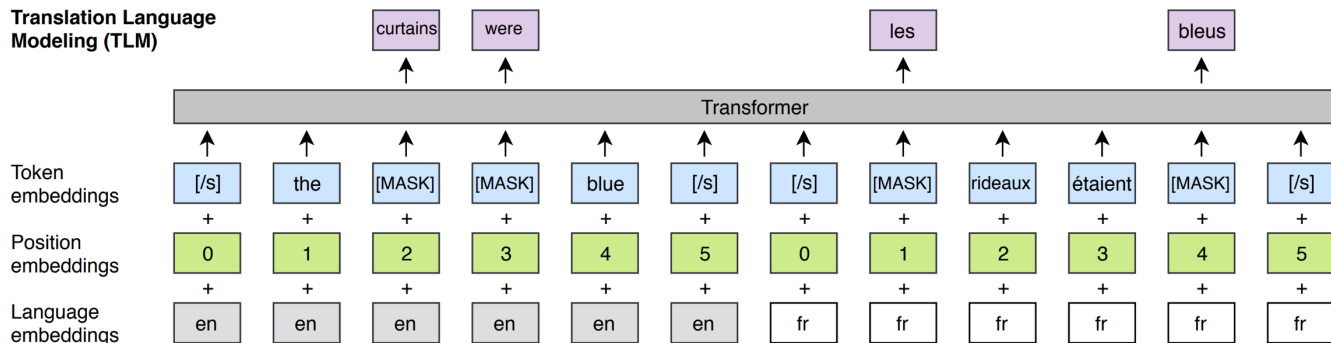 Translation Language
Modeling (TLM)
curtains were les bleus
Transformer
Token
embeddings
[/s] the [MASK] [MASK] blue [/s] [/s] [MASK] rideaux étaient [MASK] [/s]
+ + + + + + + + + + + +
Position
embeddings
0 1 2 3 4 5 0 1 2 3 4 5
+ + + + + + + + + + + +
Language
embeddings
en en en en en en fr fr fr fr fr fr